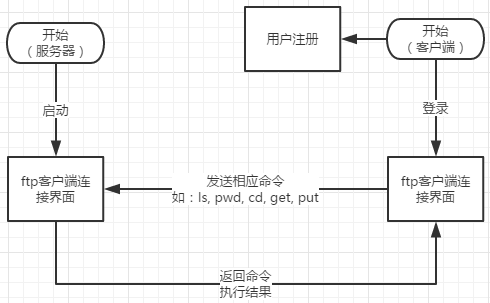 开始
（服务器）
用户注册
开始
（客户端）
启动
登录
ftp客户端连
接界面
发送相应命令
如：ls, pwd, cd, get, put
ftp客户端连
接界面
返回命令
执行结果